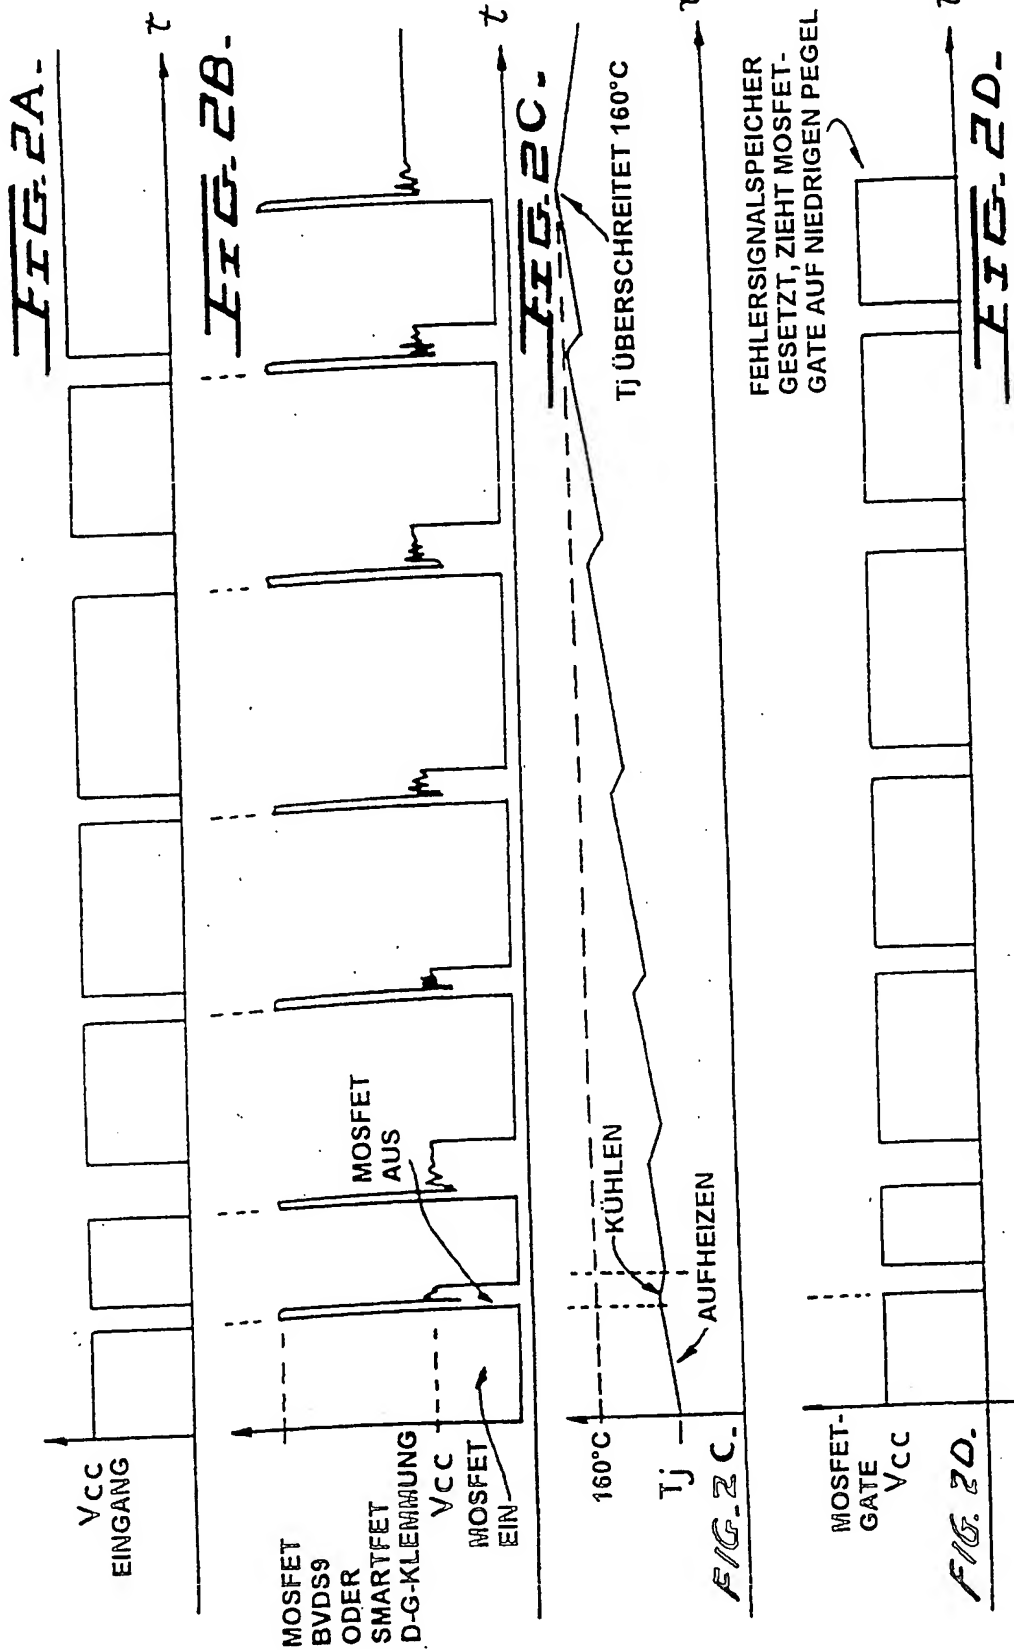 FIG. 2A.
Vcc
EINGANG
t
FIG. 2B.
MOSFET
BVDS9
ODER
SMARTFET
D-G-KLEMMUNG
Vcc
MOSFET
EIN
MOSFET
AUS
t
FIG. 2C.
160°C
Tj
KÜHLEN
AUFHEIZEN
Tj ÜBERSCHREITET 160°C
FIG. 2C.
MOSFET-
GATE
Vcc
FEHLERSIGNALSPEICHER
GESETZT, ZIEHT MOSFET-
GATE AUF NIEDRIGEN PEGEL
FIG. 2D.
FIG. 2D.